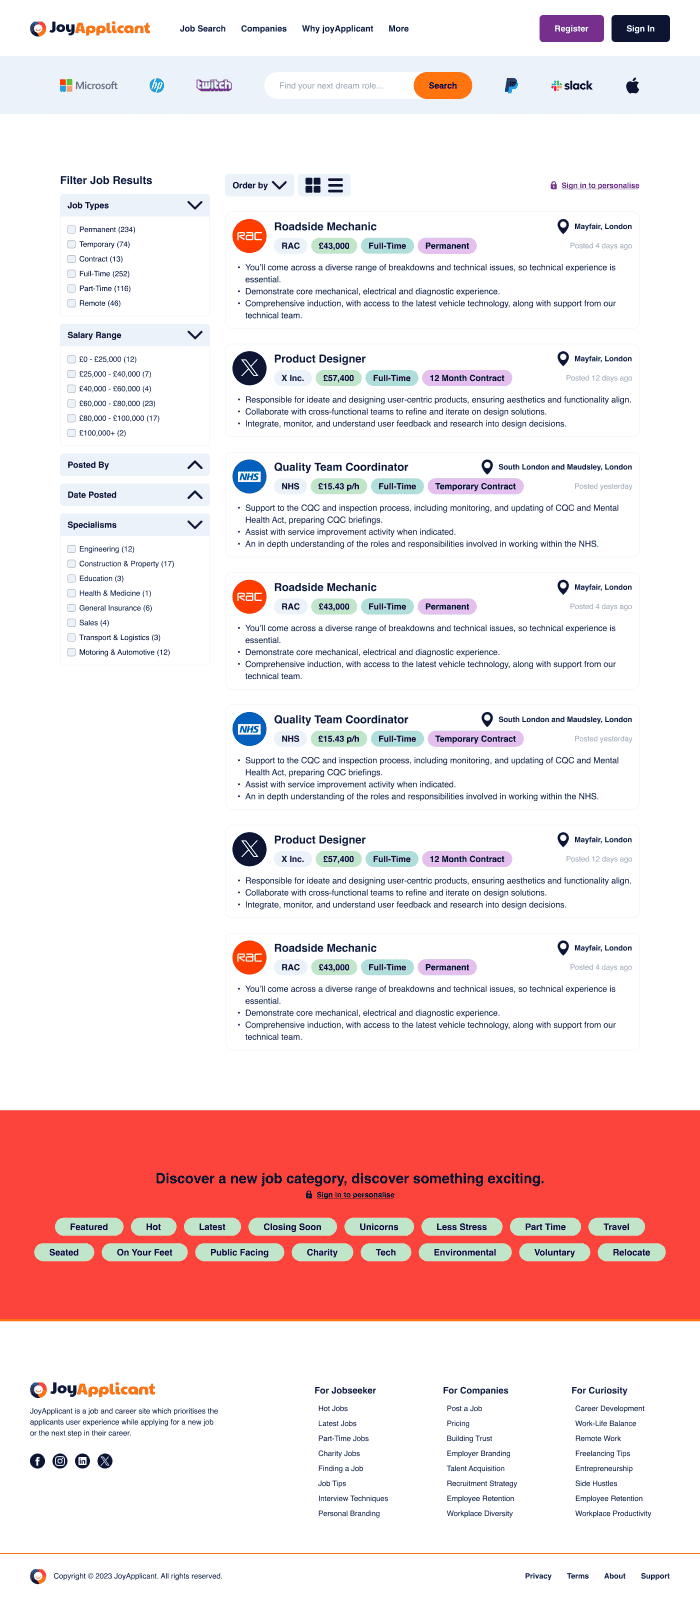 JoyApplicant
Job Search Companies Why joyApplicant More
Register Sign In
Microsoft hp twitch Find your next dream role... Search slack
Filter Job Results
Job Types
Permanent (234)
Temporary (74)
Contract (13)
Full-Time (252)
Part-Time (116)
Remote (46)
Salary Range
£0 - £25,000 (12)
£25,000 - £40,000 (7)
£40,000 - £60,000 (4)
£60,000 - £80,000 (23)
£80,000 - £100,000 (17)
£100,000+ (2)
Posted By
Date Posted
Specialisms
Engineering (12)
Construction & Property (17)
Education (3)
Health & Medicine (1)
General Insurance (6)
Sales (4)
Transport & Logistics (3)
Motoring & Automotive (12)
Order by
Sign in to personalise
RAC
Roadside Mechanic
Mayfair, London
RAC £43,000 Full-Time Permanent
Posted 4 days ago
• You'll come across a diverse range of breakdowns and technical issues, so technical experience is
essential.
• Demonstrate core mechanical, electrical and diagnostic experience.
• Comprehensive induction, with access to the latest vehicle technology, along with support from our
technical team.
X
Product Designer
Mayfair, London
X Inc. £57,400 Full-Time 12 Month Contract
Posted 12 days ago
• Responsible for ideate and designing user-centric products, ensuring aesthetics and functionality align.
• Collaborate with cross-functional teams to refine and iterate on design solutions.
• Integrate, monitor, and understand user feedback and research into design decisions.
NHS
Quality Team Coordinator
South London and Maudsley, London
NHS £15.43 p/h Full-Time Temporary Contract
Posted yesterday
• Support to the CQC and inspection process, including monitoring, and updating of CQC and Mental
Health Act, preparing CQC briefings.
• Assist with service improvement activity when indicated.
• An in depth understanding of the roles and responsibilities involved in working within the NHS.
RAC
Roadside Mechanic
Mayfair, London
RAC £43,000 Full-Time Permanent
Posted 4 days ago
• You'll come across a diverse range of breakdowns and technical issues, so technical experience is
essential.
• Demonstrate core mechanical, electrical and diagnostic experience.
• Comprehensive induction, with access to the latest vehicle technology, along with support from our
technical team.
NHS
Quality Team Coordinator
South London and Maudsley, London
NHS £15.43 p/h Full-Time Temporary Contract
Posted yesterday
• Support to the CQC and inspection process, including monitoring, and updating of CQC and Mental
Health Act, preparing CQC briefings.
• Assist with service improvement activity when indicated.
• An in depth understanding of the roles and responsibilities involved in working within the NHS.
X
Product Designer
Mayfair, London
X Inc. £57,400 Full-Time 12 Month Contract
Posted 12 days ago
• Responsible for ideate and designing user-centric products, ensuring aesthetics and functionality align.
• Collaborate with cross-functional teams to refine and iterate on design solutions.
• Integrate, monitor, and understand user feedback and research into design decisions.
RAC
Roadside Mechanic
Mayfair, London
RAC £43,000 Full-Time Permanent
Posted 4 days ago
• You'll come across a diverse range of breakdowns and technical issues, so technical experience is
essential.
• Demonstrate core mechanical, electrical and diagnostic experience.
• Comprehensive induction, with access to the latest vehicle technology, along with support from our
technical team.
Discover a new job category, discover something exciting.
Sign in to personalise
Featured Hot Latest Closing Soon Unicorns Less Stress Part Time Travel
Seated On Your Feet Public Facing Charity Tech Environmental Voluntary Relocate
JoyApplicant
JoyApplicant is a job and career site which prioritises the
applicants user experience while applying for a new job
or the next step in their career.
For Jobseeker
Hot Jobs
Latest Jobs
Part-Time Jobs
Charity Jobs
Finding a Job
Job Tips
Interview Techniques
Personal Branding
For Companies
Post a Job
Pricing
Building Trust
Employer Branding
Talent Acquisition
Recruitment Strategy
Employee Retention
Workplace Diversity
For Curiosity
Career Development
Work-Life Balance
Remote Work
Freelancing Tips
Entrepreneurship
Side Hustles
Employee Retention
Workplace Productivity
Copyright © 2023 JoyApplicant. All rights reserved.
Privacy Terms About Support